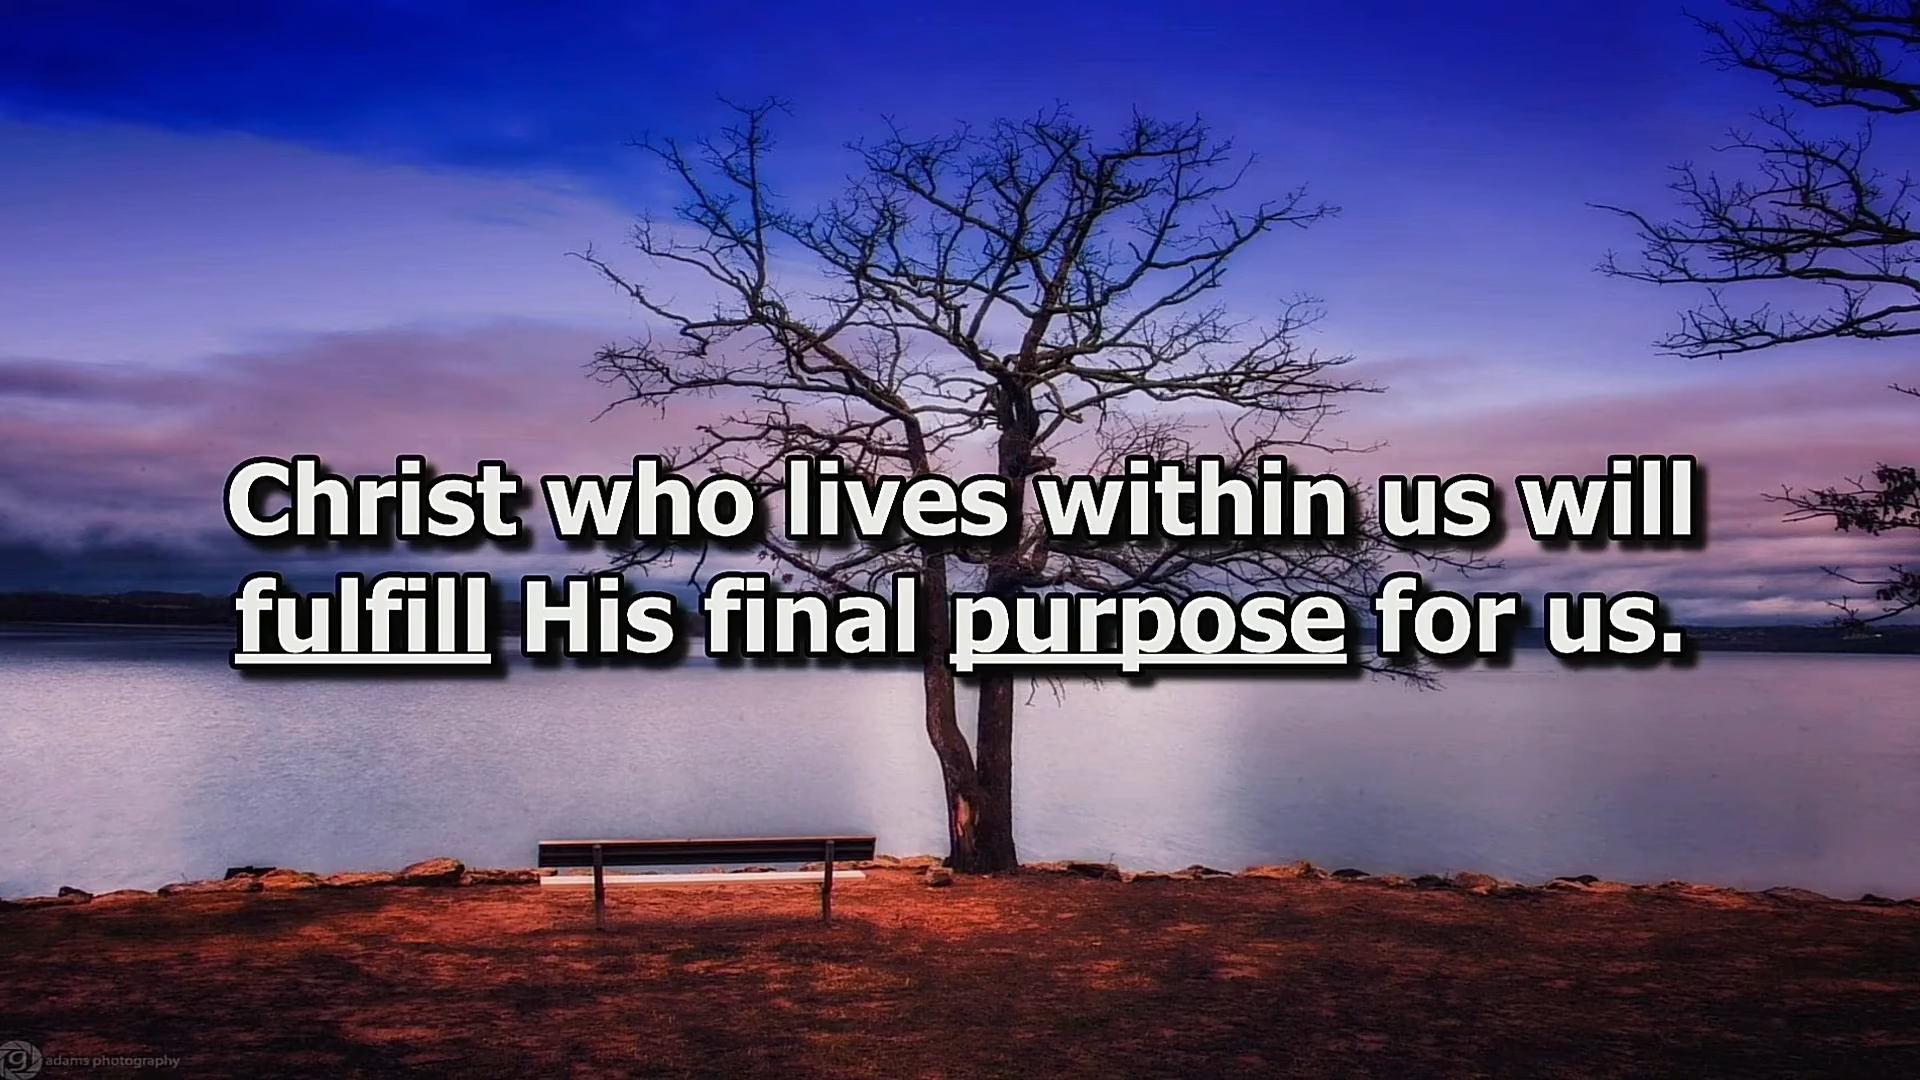 Christ who lives within us will
fulfill His final purpose for us.
adams photography